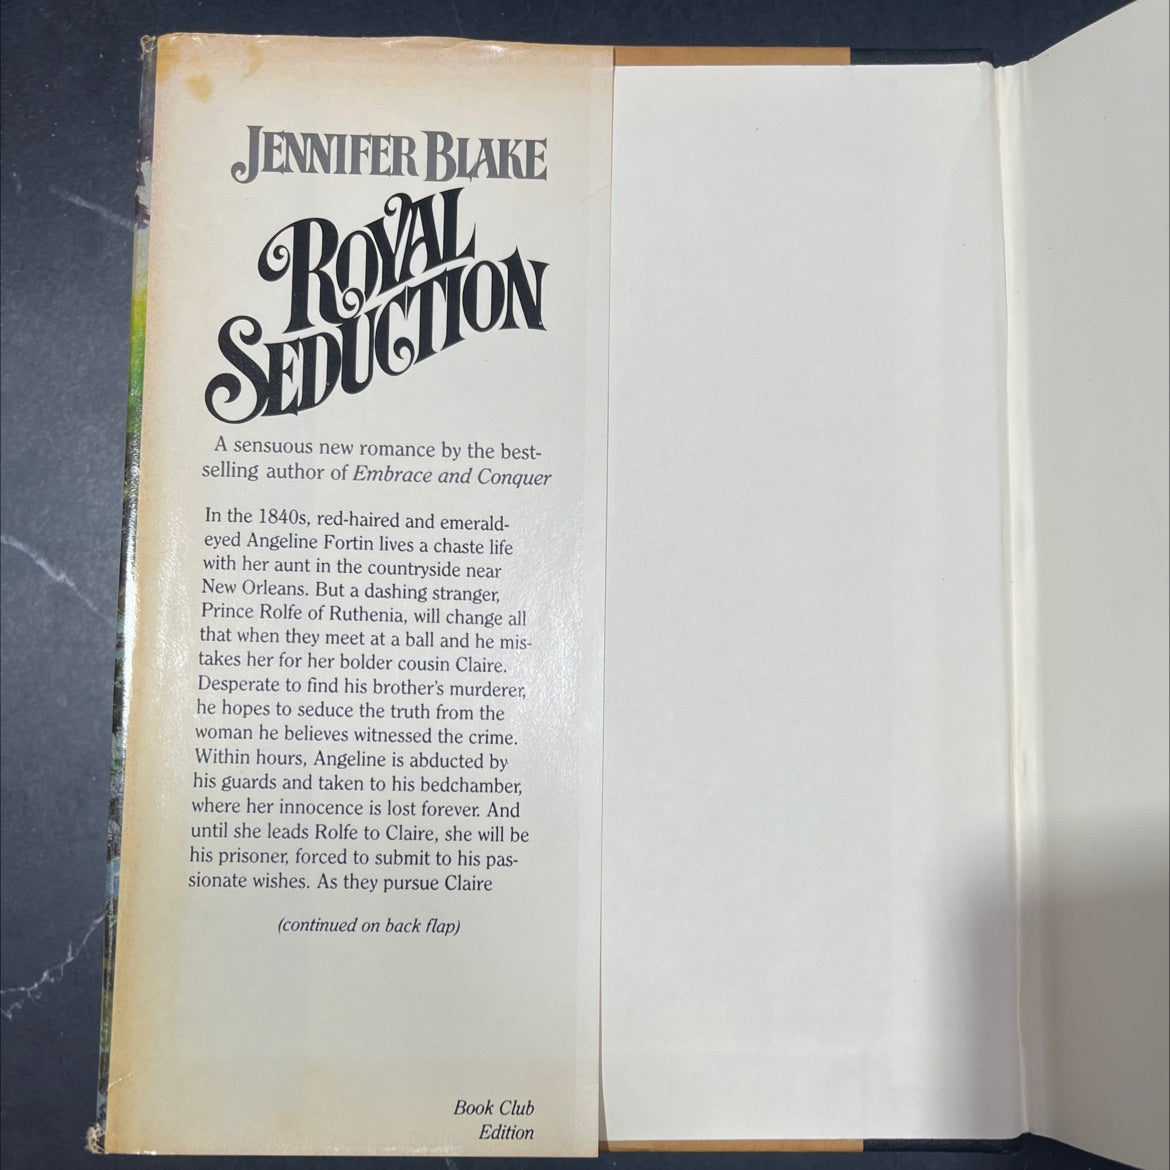 JENNIFER BLAKE
ROYAL
SEDUCTION
A sensuous new romance by the best-
selling author of Embrace and Conquer
In the 1840s, red-haired and emerald-
eyed Angeline Fortin lives a chaste life
with her aunt in the countryside near
New Orleans. But a dashing stranger,
Prince Rolfe of Ruthenia, will change all
that when they meet at a ball and he mis-
takes her for her bolder cousin Claire.
Desperate to find his brother's murderer,
he hopes to seduce the truth from the
woman he believes witnessed the crime.
Within hours, Angeline is abducted by
his guards and taken to his bedchamber,
where her innocence is lost forever. And
until she leads Rolfe to Claire, she will be
his prisoner, forced to submit to his pas-
sionate wishes. As they pursue Claire
(continued on back flap)
Book Club
Edition